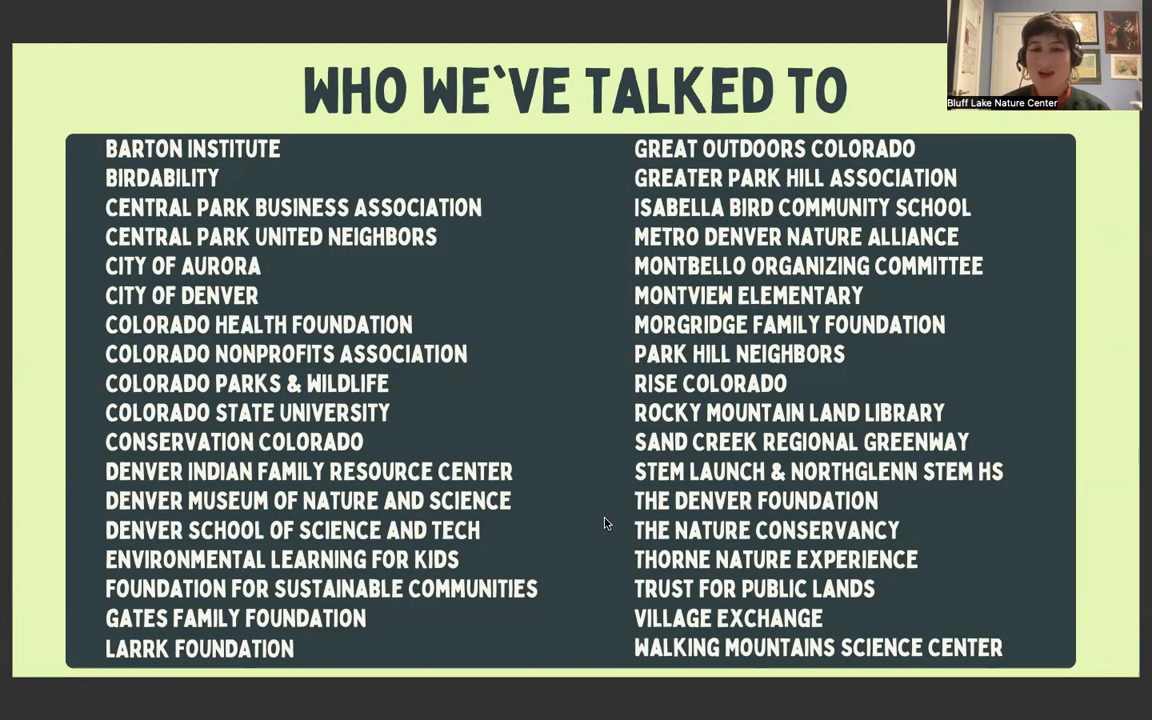 WHO WE'VE TALKED TO
BARTON INSTITUTE
BIRDABILITY
CENTRAL PARK BUSINESS ASSOCIATION
CENTRAL PARK UNITED NEIGHBORS
CITY OF AURORA
CITY OF DENVER
COLORADO HEALTH FOUNDATION
COLORADO NONPROFITS ASSOCIATION
COLORADO PARKS & WILDLIFE
COLORADO STATE UNIVERSITY
CONSERVATION COLORADO
DENVER INDIAN FAMILY RESOURCE CENTER
DENVER MUSEUM OF NATURE AND SCIENCE
DENVER SCHOOL OF SCIENCE AND TECH
ENVIRONMENTAL LEARNING FOR KIDS
FOUNDATION FOR SUSTAINABLE COMMUNITIES
GATES FAMILY FOUNDATION
LARRK FOUNDATION
GREAT OUTDOORS COLORADO
GREATER PARK HILL ASSOCIATION
ISABELLA BIRD COMMUNITY SCHOOL
METRO DENVER NATURE ALLIANCE
MONTBELLO ORGANIZING COMMITTEE
MONTVIEW ELEMENTARY
MORGRIDGE FAMILY FOUNDATION
PARK HILL NEIGHBORS
RISE COLORADO
ROCKY MOUNTAIN LAND LIBRARY
SAND CREEK REGIONAL GREENWAY
STEM LAUNCH & NORTHGLENN STEM HS
THE DENVER FOUNDATION
THE NATURE CONSERVANCY
THORNE NATURE EXPERIENCE
TRUST FOR PUBLIC LANDS
VILLAGE EXCHANGE
WALKING MOUNTAINS SCIENCE CENTER
Bluff Lake Nature Center